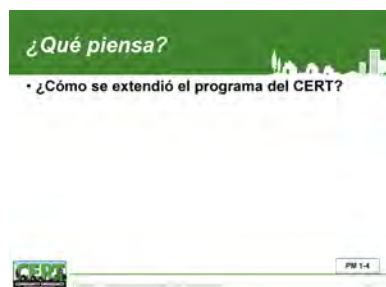 ¿Qué piensa?
• ¿Cómo se extendió el programa del CERT?
PM 1-4
CERT